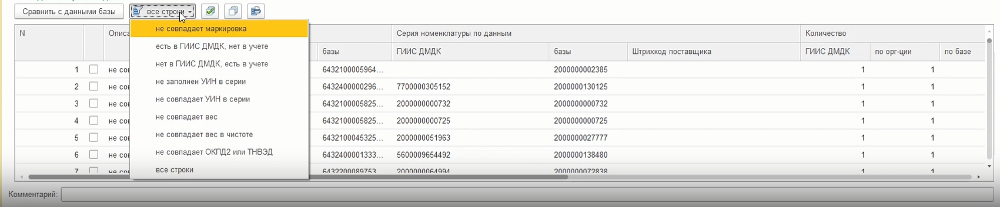 Сравнить с данными базы все строки
N Описа Серия номенклатуры по данным Количество
базы ГИИС ДМДК базы Штрихкод поставщика ГИИС ДМДК по орг-ции по базе
не совпадает маркировка
есть в ГИИС ДМДК, нет в учете
нет в ГИИС ДМДК, есть в учете
не заполнен УИН в серии
не совпадает УИН в серии
не совпадает вес
не совпадает вес в чистоте
не совпадает ОКПД2 или ТНВЭД
все строки
1 не сов 6432100005964... 2000000002385 1 1
2 не сов 6432400000296... 7700000305152 2000000130125 1 1
3 не сов 6432100005825... 2000000000732 2000000000732 1 1
4 не сов 6432100005825... 2000000000725 2000000000725 1 1
5 не сов 6432100045325... 2000000051963 2000000027777 1 1
6 не сов 6432400001333... 5600009654492 2000000138480 1 1
7 не сов 6432200089753 2000000064994 2000000072838 1 1
Комментарий: